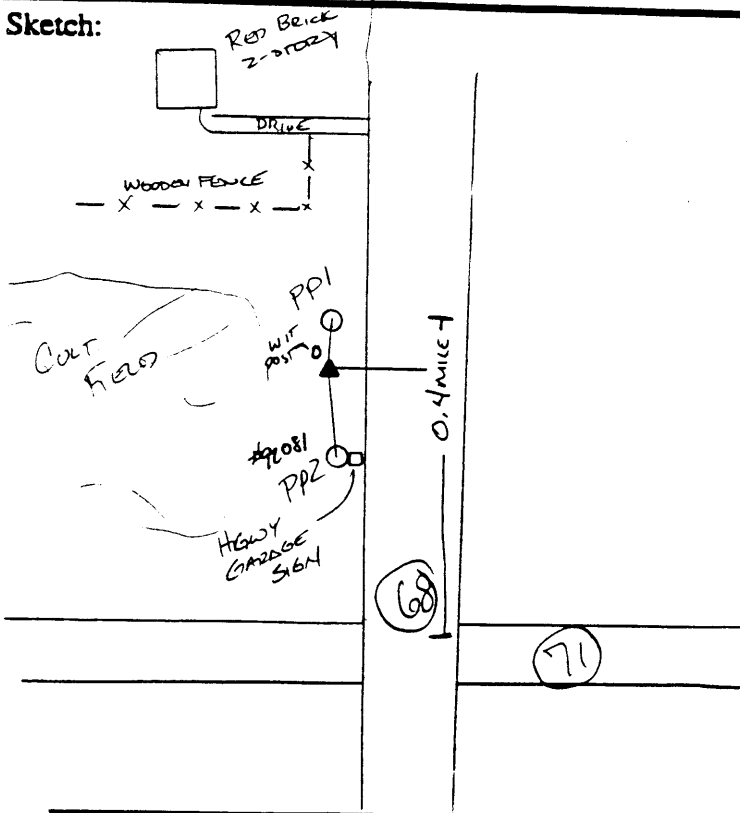 Sketch:
RED BRICK
2-STORY
DRIVE
WOODEN FENCE
PP1
WIT
POST
CULT
FIELD
0.4 MILE
PP2
HGWY
GARAGE
SIGN
68
71